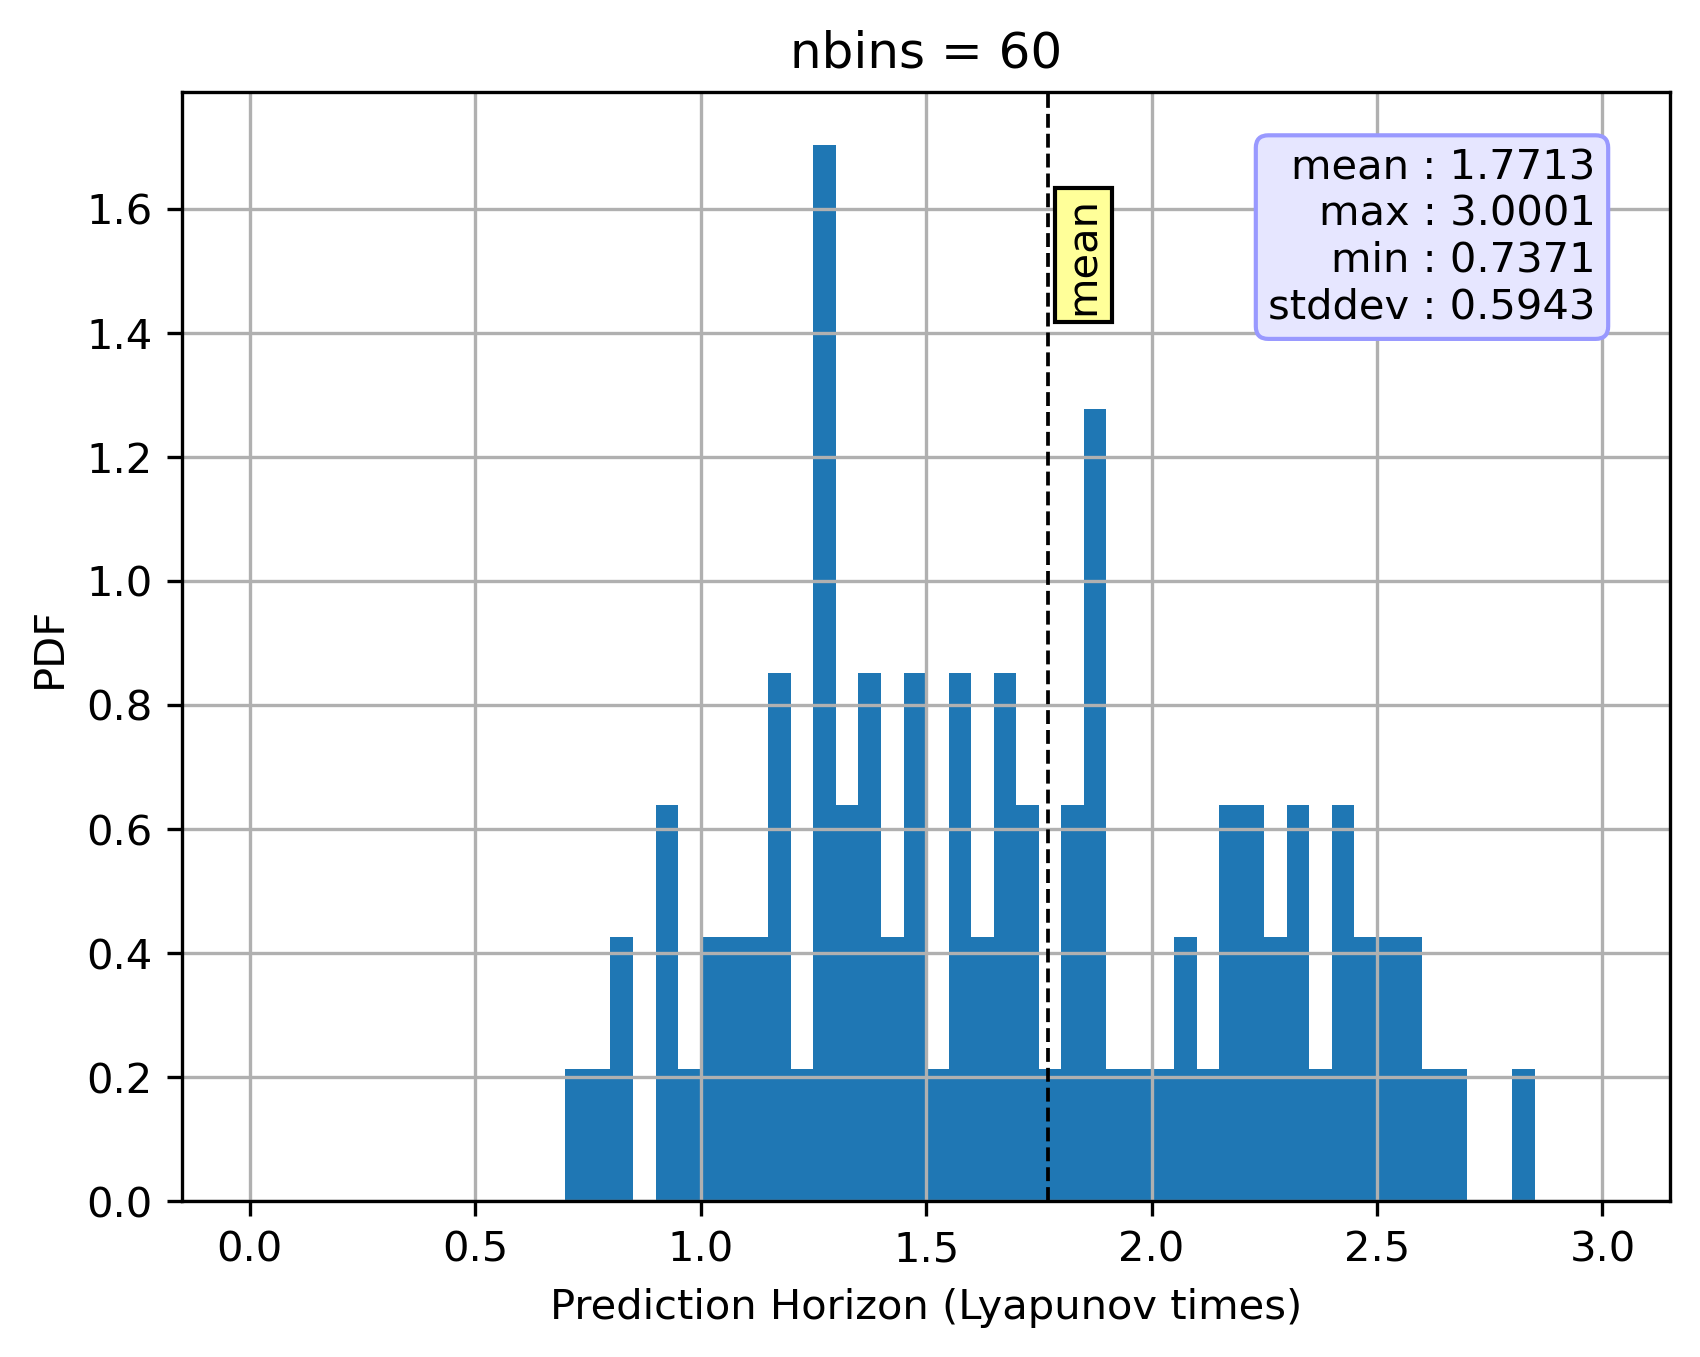 nbins = 60
mean : 1.7713
max : 3.0001
min : 0.7371
stddev : 0.5943
mean
PDF
1.6
1.4
1.2
1.0
0.8
0.6
0.4
0.2
0.0
0.0 0.5 1.0 1.5 2.0 2.5 3.0
Prediction Horizon (Lyapunov times)